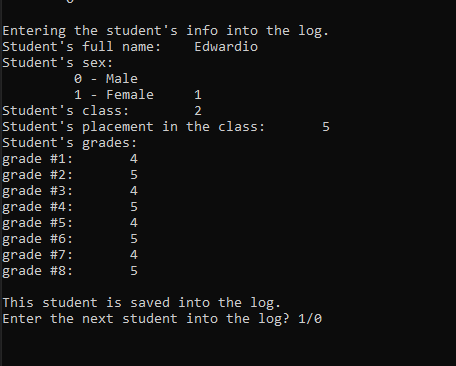 Entering the student's info into the log.
Student's full name: Edwardio
Student's sex:
0 - Male
1 - Female 1
Student's class: 2
Student's placement in the class: 5
Student's grades:
grade #1: 4
grade #2: 5
grade #3: 4
grade #4: 5
grade #5: 4
grade #6: 5
grade #7: 4
grade #8: 5
This student is saved into the log.
Enter the next student into the log? 1/0